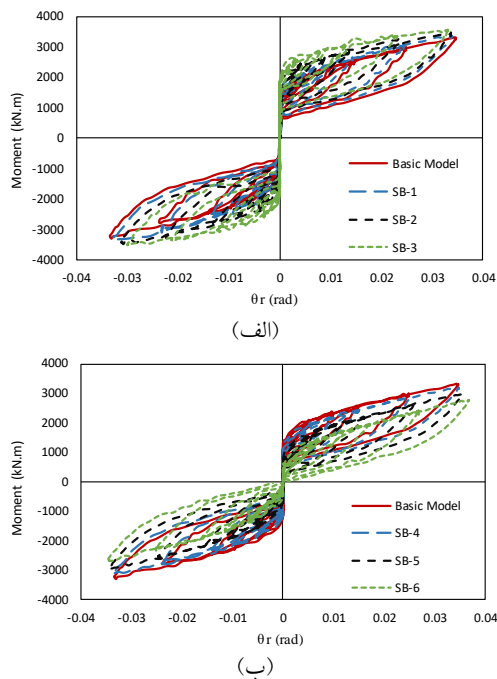 4000
3000
2000
1000
0
-1000
-2000
-3000
-4000
Moment (kN.m)
-0.04 -0.03 -0.02 -0.01 0 0.01 0.02 0.03 0.04
θr (rad)
Basic Model
SB-1
SB-2
SB-3
(الف)
4000
3000
2000
1000
0
-1000
-2000
-3000
-4000
Moment (kN.m)
-0.04 -0.03 -0.02 -0.01 0 0.01 0.02 0.03 0.04
θr (rad)
Basic Model
SB-4
SB-5
SB-6
(ب)